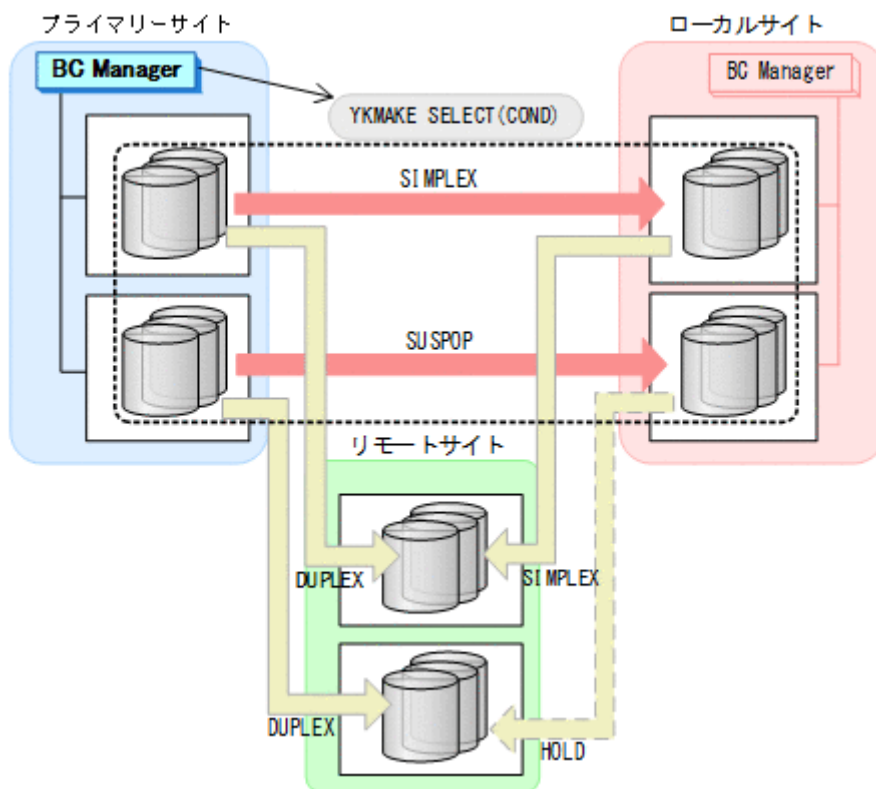 プライマリーサイト
ローカルサイト
BC Manager
BC Manager
YKMAKE SELECT(COND)
SIMPLEX
SUSPOP
リモートサイト
DUPLEX
SIMPLEX
DUPLEX
HOLD